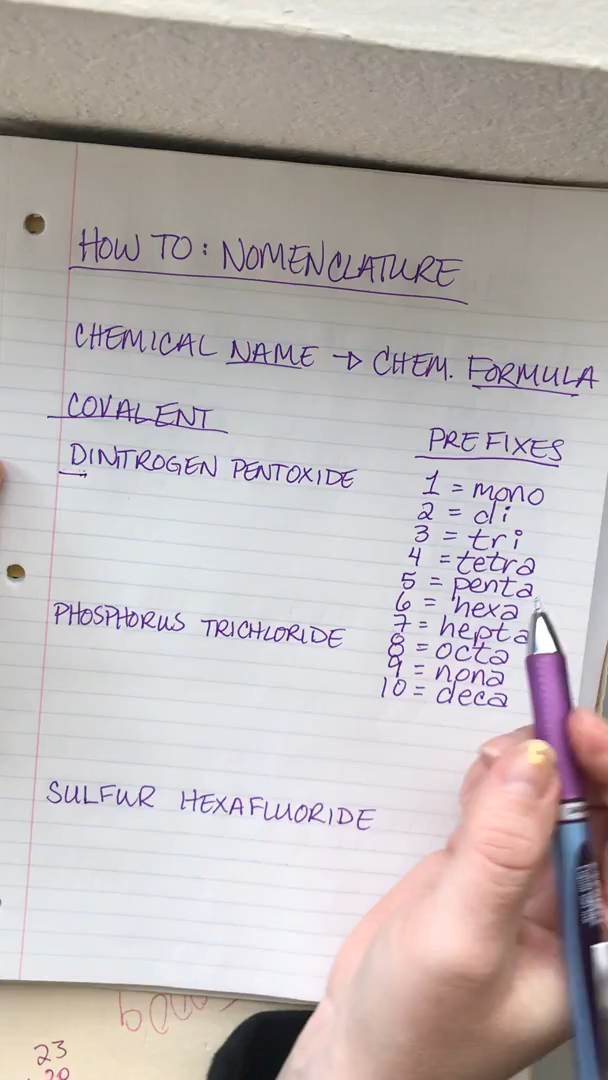 HOW TO: NOMENCLATURE
CHEMICAL NAME → CHEM. FORMULA
COVALENT
DINTROGEN PENTOXIDE
PHOSPHORUS TRICHLORIDE
SULFUR HEXAFLUORIDE
PREFIXES
1 = mono
2 = di
3 = tri
4 = tetra
5 = penta
6 = hexa
7 = hepta
8 = octa
9 = nona
10 = deca
23